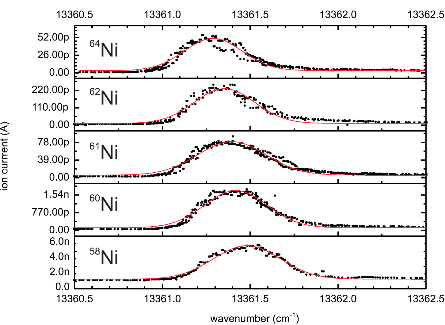 13360.5 13361.0 13361.5 13362.0 13362.5
52.00p
26.00
0.00
⁶⁴Ni
220.00p
110.00p
0.00
⁶²Ni
78.00p
39.00
0.00
⁶¹Ni
1.54n
770.00p
0.00
⁶⁰Ni
6.0n
4.0n
2.0n
0.0
⁵⁸Ni
13360.5 13361.0 13361.5 13362.0 13362.5
wavenumber (cm⁻¹)
ion currrent (A)